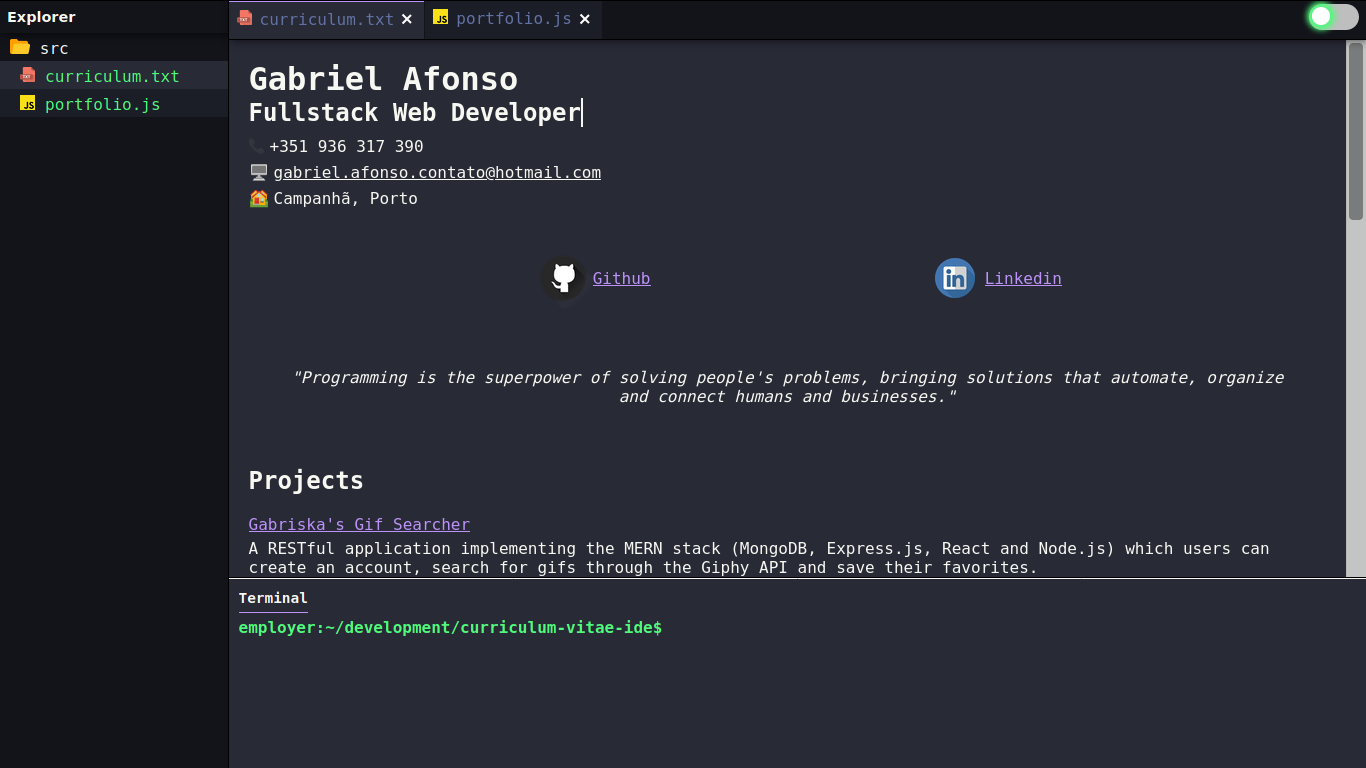 Explorer
src
curriculum.txt
portfolio.js
curriculum.txt ×
portfolio.js ×
Gabriel Afonso
Fullstack Web Developer
+351 936 317 390
gabriel.afonso.contato@hotmail.com
Campanhã, Porto
Github
Linkedin
"Programming is the superpower of solving people's problems, bringing solutions that automate, organize
and connect humans and businesses."
Projects
Gabriska's Gif Searcher
A RESTful application implementing the MERN stack (MongoDB, Express.js, React and Node.js) which users can
create an account, search for gifs through the Giphy API and save their favorites.
Terminal
employer:~/development/curriculum-vitae-ide$